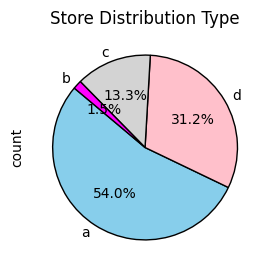 Store Distribution Type
c
b
d
13.3%
1.5%
31.2%
count
54.0%
a